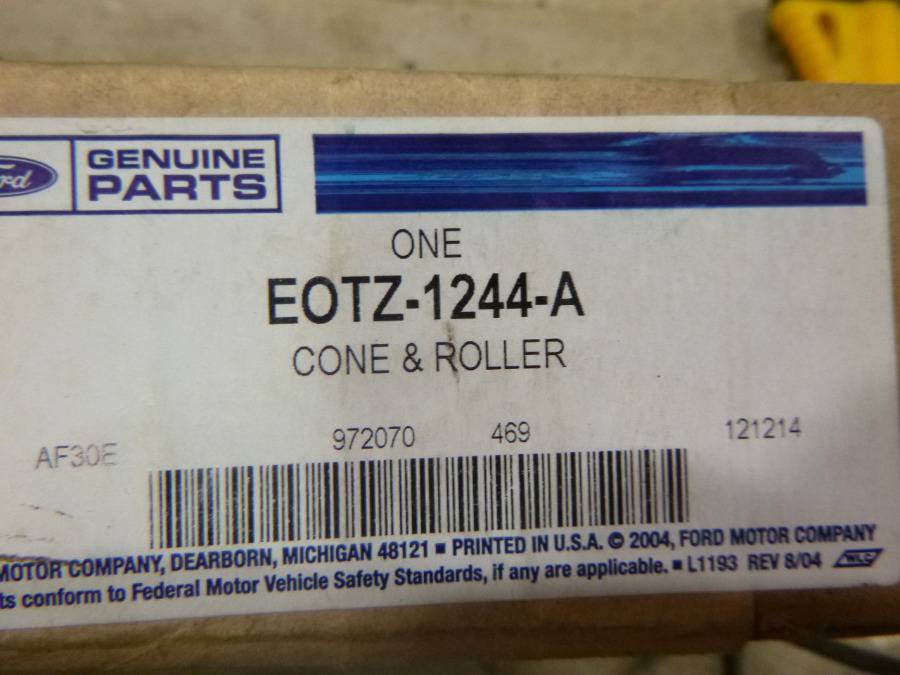 Ford
GENUINE
PARTS
ONE
EOTZ-1244-A
CONE & ROLLER
AF30E 972070 469 121214
MOTOR COMPANY, DEARBORN, MICHIGAN 48121 ■ PRINTED IN U.S.A. © 2004, FORD MOTOR COMPANY
ts conform to Federal Motor Vehicle Safety Standards, if any are applicable. ■ L1193 REV 8/04